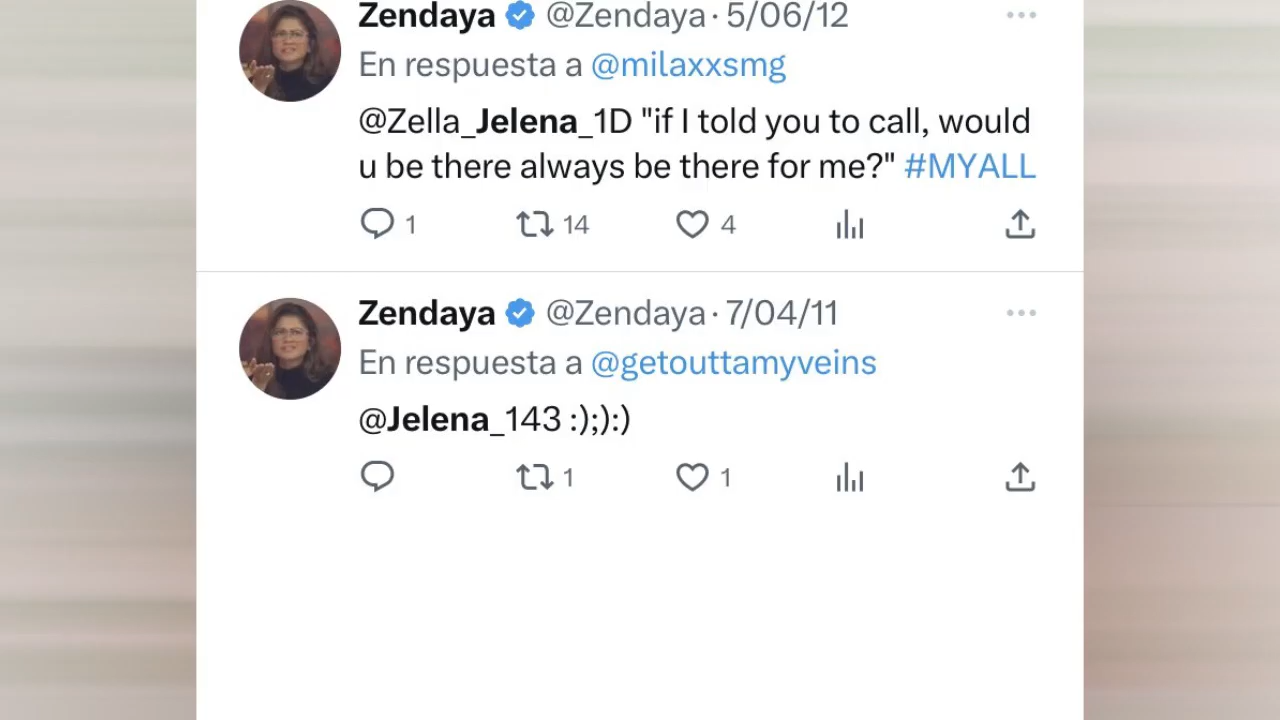 Zendaya @Zendaya · 5/06/12
En respuesta a @milaxxsmg
@Zella_Jelena_1D "if I told you to call, would
u be there always be there for me?" #MYALL
1 14 4
Zendaya @Zendaya · 7/04/11
En respuesta a @getouttamyveins
@Jelena_143 :);):)
1 1